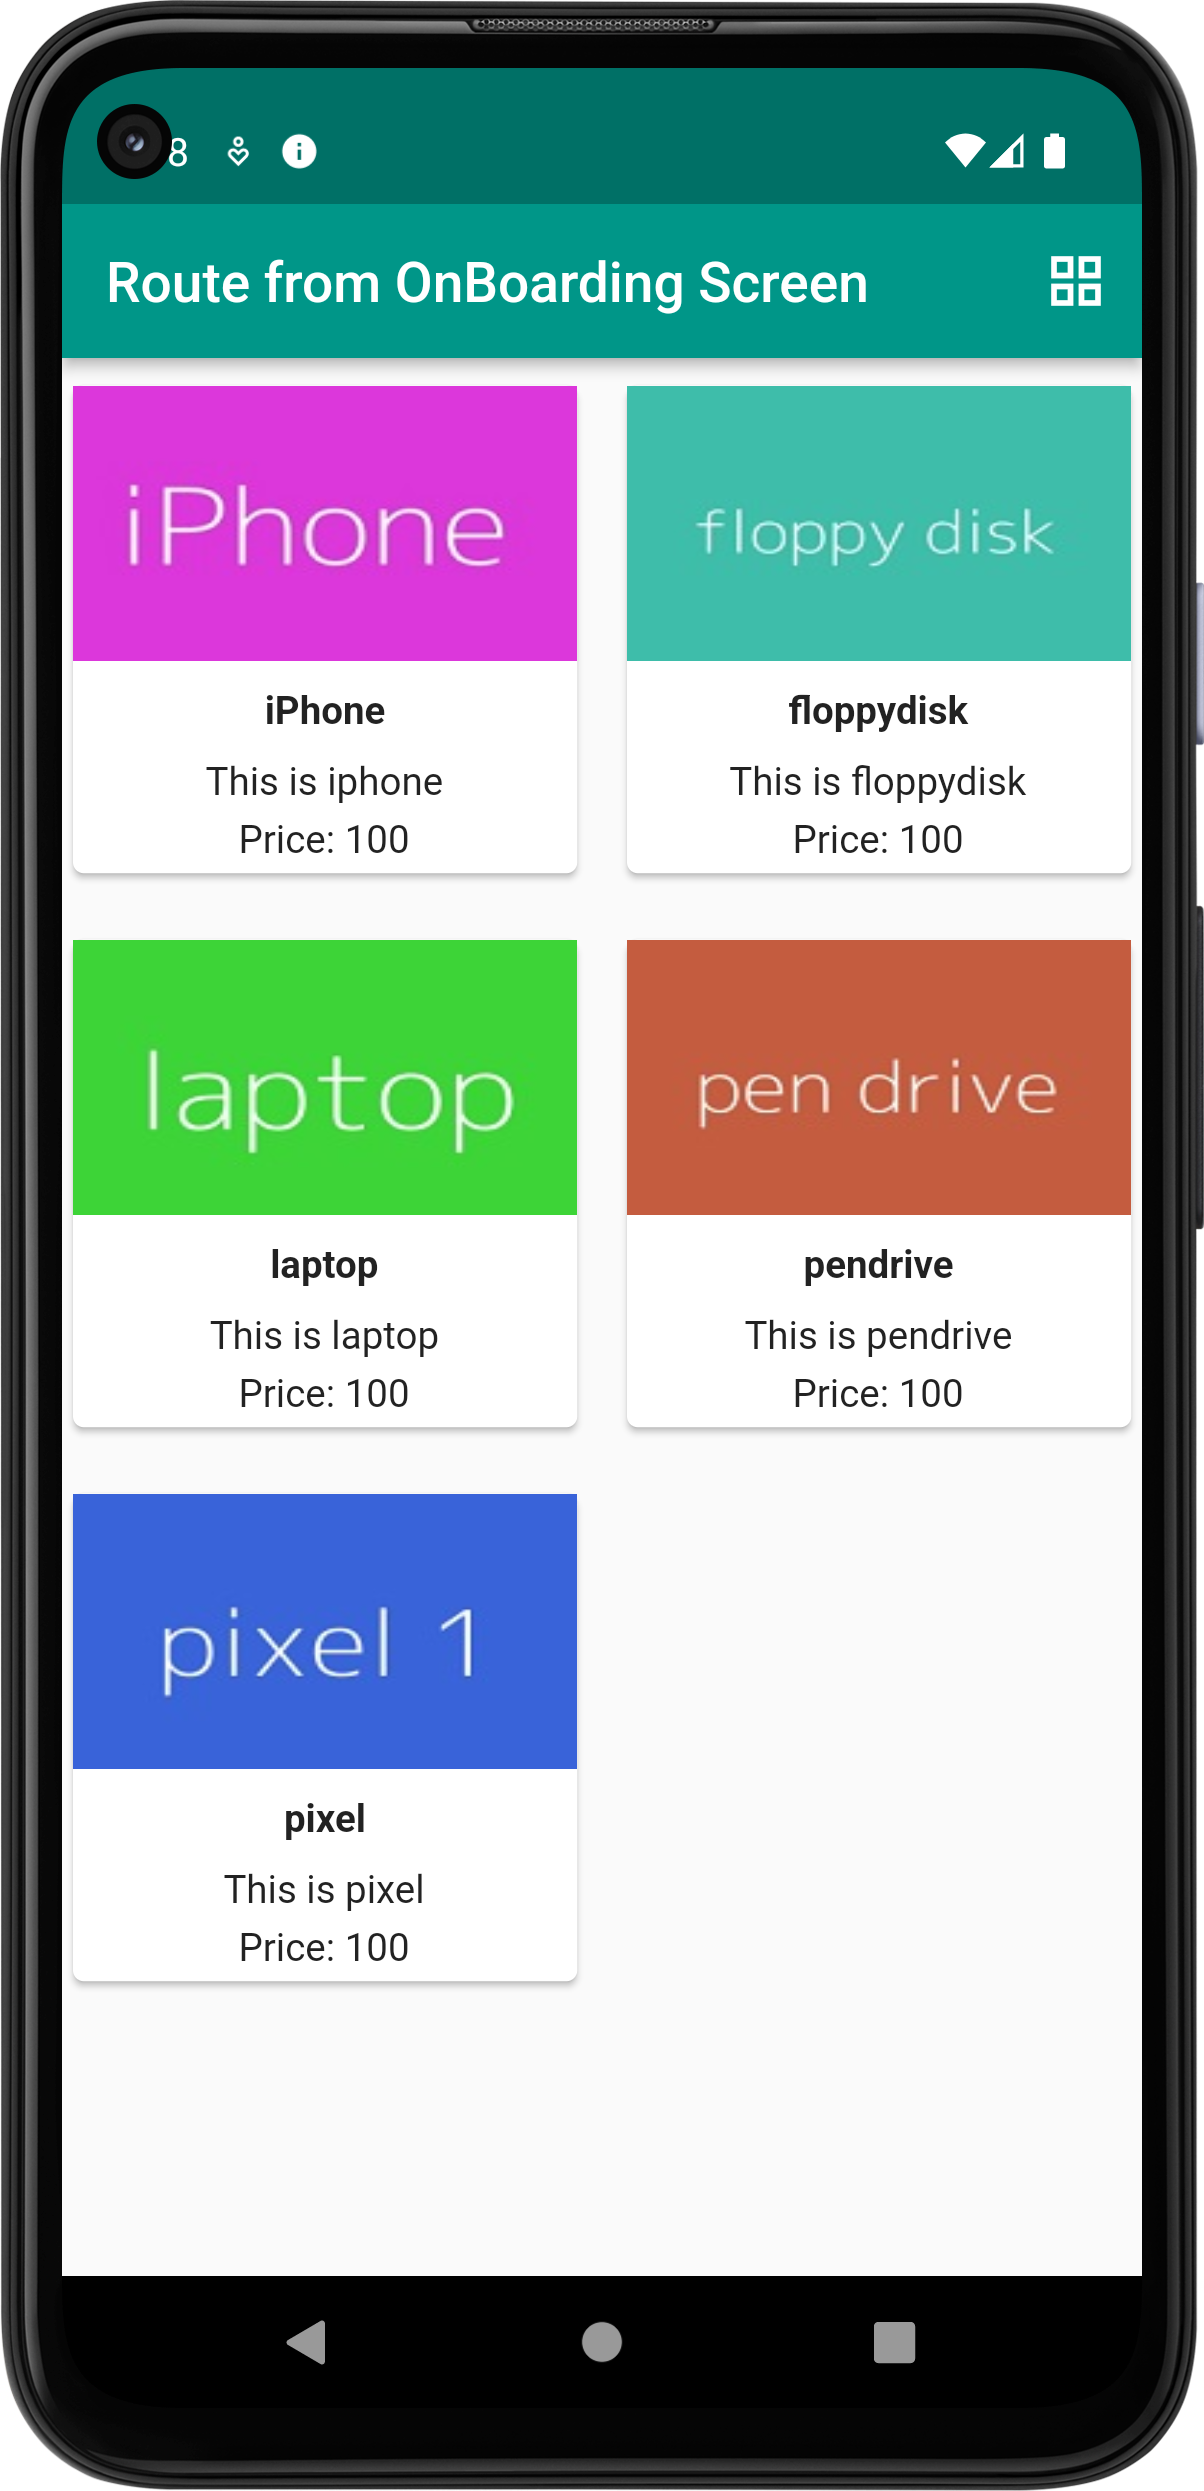 8
Route from OnBoarding Screen
iPhone
iPhone
This is iphone
Price: 100
floppy disk
floppydisk
This is floppydisk
Price: 100
laptop
laptop
This is laptop
Price: 100
pen drive
pendrive
This is pendrive
Price: 100
pixel 1
pixel
This is pixel
Price: 100